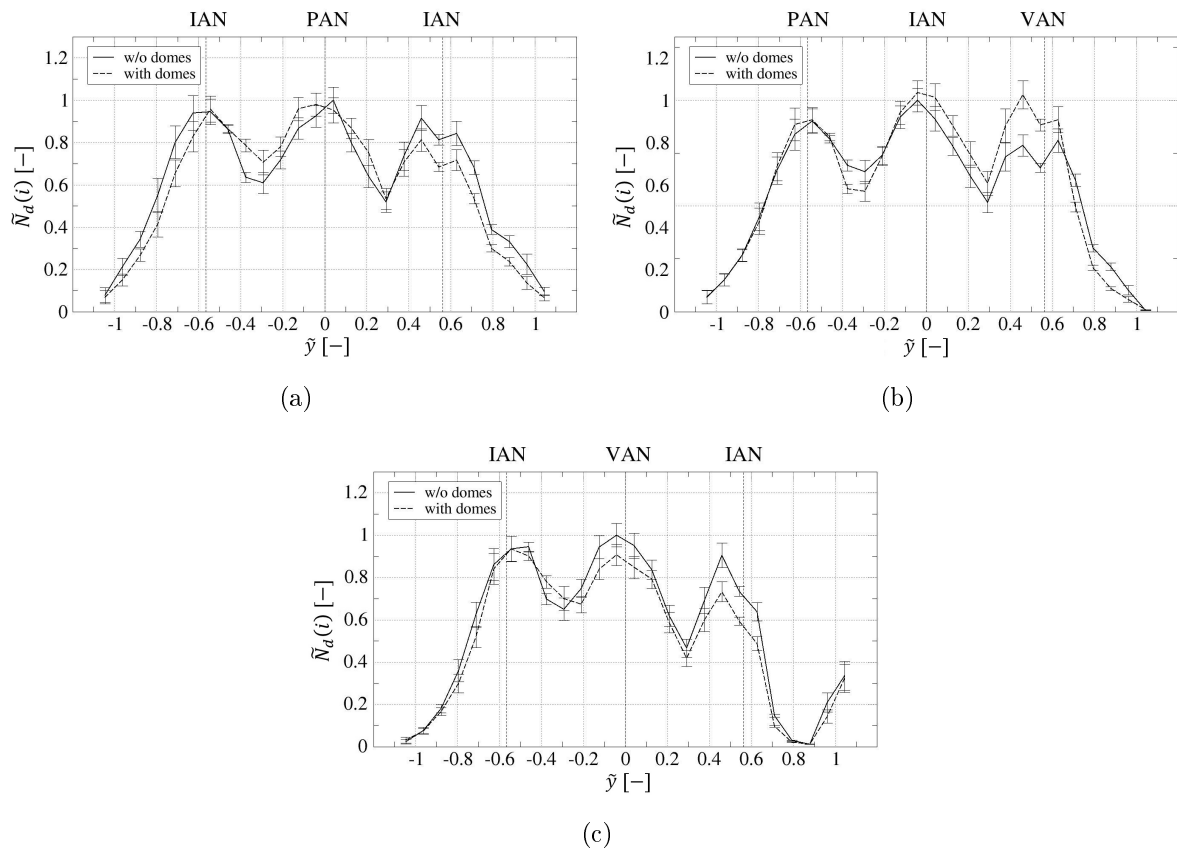 IAN PAN IAN
1.2
1
0.8
0.6
0.4
0.2
0
w/o domes
with domes
Ñ_d(i) [−]
-1 -0.8 -0.6 -0.4 -0.2 0 0.2 0.4 0.6 0.8 1
ỹ [−]
(a)
PAN IAN VAN
1.2
1
0.8
0.6
0.4
0.2
0
w/o domes
with domes
Ñ_d(i) [−]
-1 -0.8 -0.6 -0.4 -0.2 0 0.2 0.4 0.6 0.8 1
ỹ [−]
(b)
IAN VAN IAN
1.2
1
0.8
0.6
0.4
0.2
0
w/o domes
with domes
Ñ_d(i) [−]
-1 -0.8 -0.6 -0.4 -0.2 0 0.2 0.4 0.6 0.8 1
ỹ [−]
(c)